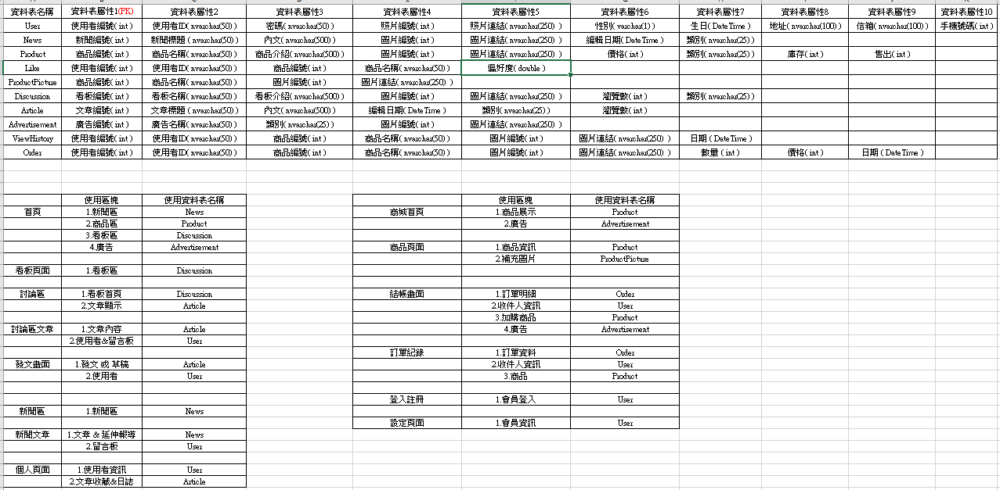 資料表名稱 資料表屬性1(PK) 資料表屬性2 資料表屬性3 資料表屬性4 資料表屬性5 資料表屬性6 資料表屬性7 資料表屬性8 資料表屬性9 資料表屬性10
User 使用者編號(int) 使用者ID(nvarchar(50)) 密碼(nvarchar(50)) 照片編號(int) 照片連結(nvarchar(250) ) 性別(varchar(1)) 生日(DateTime) 地址(nvarchar(100)) 信箱(nvarchar(100)) 手機號碼(int)
News 新聞編號(int) 新聞標題(nvarchar(50)) 內文(nvarchar(500)) 圖片編號(int) 圖片連結(nvarchar(250) ) 編輯日期(DateTime) 類別(nvarchar(25))
Product 商品編號(int) 商品名稱(nvarchar(50)) 商品介紹(nvarchar(500)) 圖片編號(int) 圖片連結(nvarchar(250) ) 價格(int) 類別(nvarchar(25)) 庫存(int) 售出(int)
Like 使用者編號(int) 使用者ID(nvarchar(50)) 商品編號(int) 商品名稱(nvarchar(50)) 偏好度(double)
ProductPicture 商品編號(int) 商品名稱(nvarchar(50)) 圖片編號(int) 圖片連結(nvarchar(250) )
Discussion 看板編號(int) 看板名稱(nvarchar(50)) 看板介紹(nvarchar(500)) 圖片編號(int) 圖片連結(nvarchar(250) ) 瀏覽數(int) 類別(nvarchar(25))
Article 文章編號(int) 文章標題(nvarchar(50)) 內文(nvarchar(500)) 編輯日期(DateTime) 類別(nvarchar(25)) 瀏覽數(int)
Advertisement 廣告編號(int) 廣告名稱(nvarchar(50)) 類別(nvarchar(25)) 圖片編號(int) 圖片連結(nvarchar(250) )
ViewHistory 使用者編號(int) 使用者ID(nvarchar(50)) 商品編號(int) 商品名稱(nvarchar(50)) 圖片編號(int) 圖片連結(nvarchar(250) ) 日期(DateTime)
Order 使用者編號(int) 使用者ID(nvarchar(50)) 商品編號(int) 商品名稱(nvarchar(50)) 圖片編號(int) 圖片連結(nvarchar(250) ) 數量(int) 價格(int) 日期(DateTime)
使用區塊 使用資料表名稱
首頁 1.新聞區 News
2.商品區 Product
3.看板區 Discussion
4.廣告 Advertisement
看板頁面 1.看板區 Discussion
討論區 1.看板首頁 Discussion
2.文章顯示 Article
討論區文章 1.文章內容 Article
2.使用者&留言板 User
發文畫面 1.發文 或 草稿 Article
2.使用者 User
新聞區 1.新聞區 News
新聞文章 1.文章 & 延伸報導 News
2.留言板 User
個人頁面 1.使用者資訊 User
2.文章收藏&日誌 Article
使用區塊 使用資料表名稱
商城首頁 1.商品展示 Product
2.廣告 Advertisement
商品頁面 1.商品資訊 Product
2.補充圖片 ProductPicture
結帳畫面 1.訂單明細 Order
2.收件人資訊 User
3.加購商品 Product
4.廣告 Advertisement
訂單紀錄 1.訂單資料 Order
2.收件人資訊 User
3.商品 Product
登入註冊 1.會員登入 User
設定頁面 1.會員資訊 User